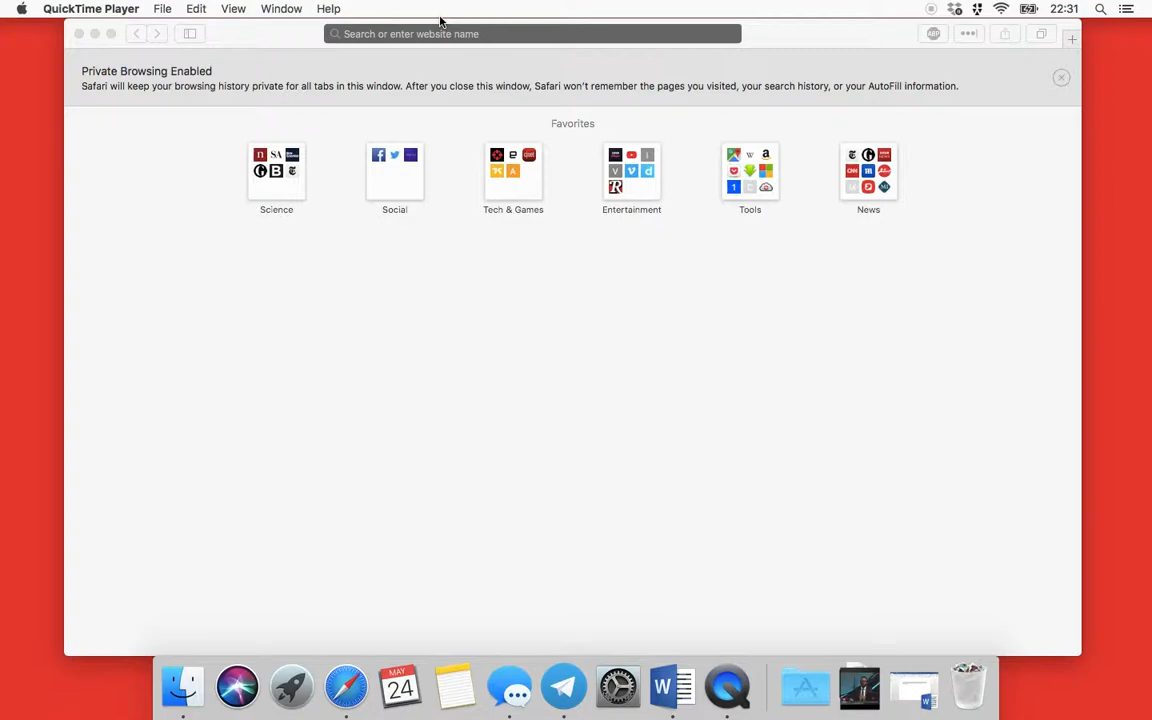 QuickTime Player File Edit View Window Help 22:31
Search or enter website name
Private Browsing Enabled
Safari will keep your browsing history private for all tabs in this window. After you close this window, Safari won't remember the pages you visited, your search history, or your AutoFill information.
Favorites
Science Social Tech & Games Entertainment Tools News
MAY
24